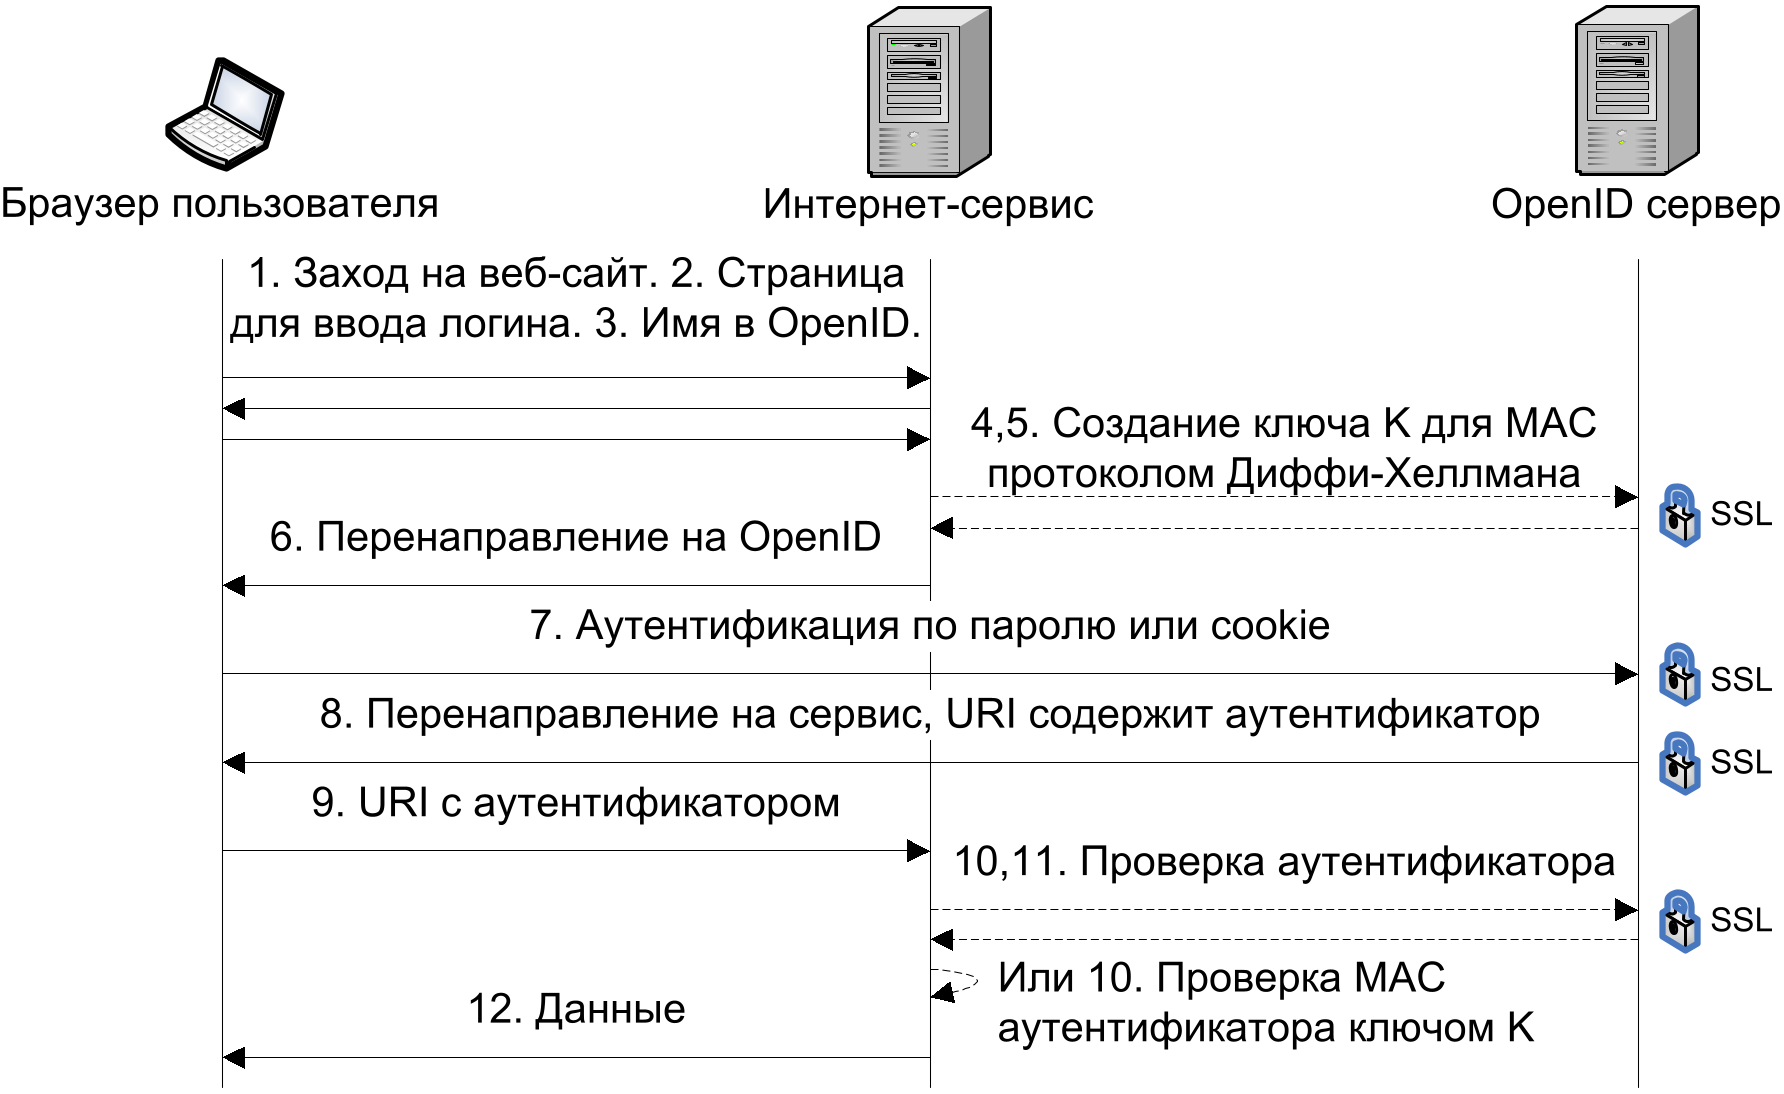 Браузер пользователя
Интернет-сервис
OpenID сервер
1. Заход на веб-сайт. 2. Страница
для ввода логина. 3. Имя в OpenID.
4,5. Создание ключа K для MAC
протоколом Диффи-Хеллмана
SSL
6. Перенаправление на OpenID
7. Аутентификация по паролю или cookie
SSL
8. Перенаправление на сервис, URI содержит аутентификатор
SSL
9. URI с аутентификатором
10,11. Проверка аутентификатора
SSL
Или 10. Проверка MAC
аутентификатора ключом K
12. Данные